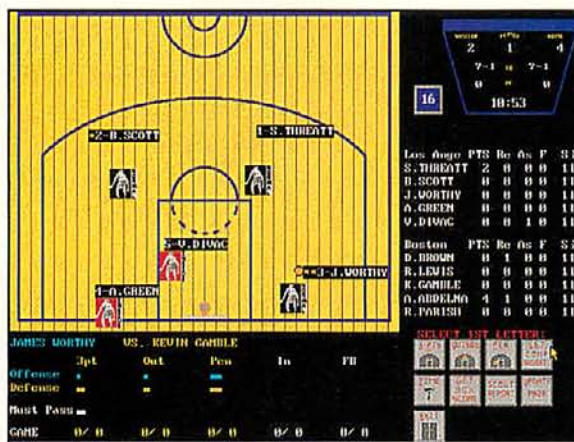 VISITOR HOME
2 1 4
7-1 7-1
0 0
16
10:53
2-B.SCOTT
1-S.THREATT
5-V.DIVAC
3-J.WORTHY
4-A.GREEN
Los Ange PTS Re As F
S.THREATT 2 0 0 0
B.SCOTT 0 0 0 0
J.WORTHY 0 0 0 0
A.GREEN 0 0 0 0
V.DIVAC 0 0 1 0
Boston PTS Re As F
D.BROWN 0 1 0 0
R.LEWIS 0 0 0 0
K.GAMBLE 0 0 0 0
A.ABDELMA 4 1 0 0
R.PARISH 0 0 0 0
SELECT 1ST LETTER:
TIME
SCOUT REPORT
EXIT
JAMES WORTHY VS. KEVIN GAMBLE
3pt Out Pen In FB
Offense
Defense
Must Pass
GAME 0/ 0 0/ 0 0/ 0 0/ 0 0/ 0